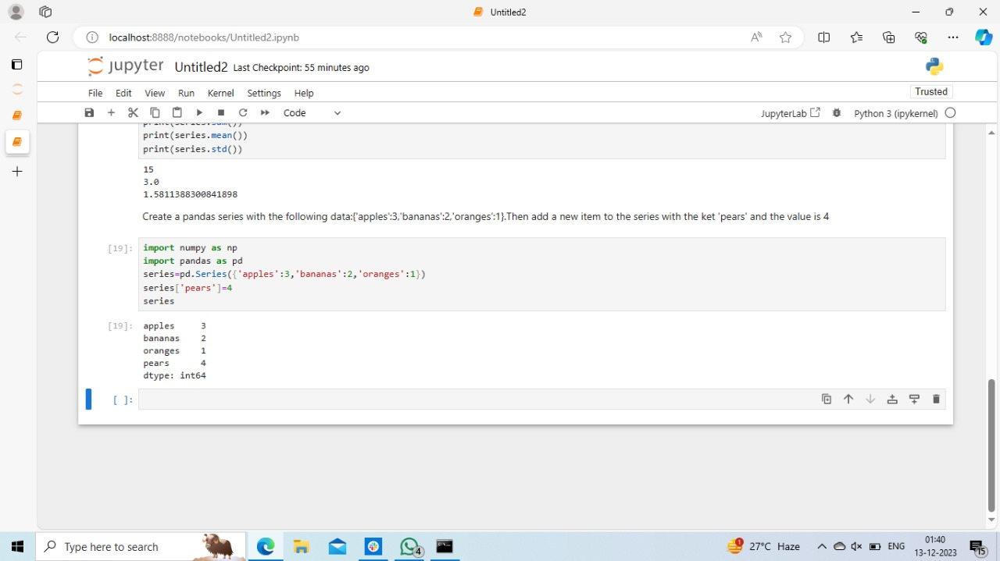 Untitled2
localhost:8888/notebooks/Untitled2.ipynb
jupyter Untitled2 Last Checkpoint: 55 minutes ago
File Edit View Run Kernel Settings Help
Trusted
Code
JupyterLab
Python 3 (ipykernel)
print(series.sum())
print(series.mean())
print(series.std())
15
3.0
1.5811388300841898
Create a pandas series with the following data:{'apples':3,'bananas':2,'oranges':1}.Then add a new item to the series with the ket 'pears' and the value is 4
[19]: import numpy as np
import pandas as pd
series=pd.Series({'apples':3,'bananas':2,'oranges':1})
series['pears']=4
series
[19]: apples 3
bananas 2
oranges 1
pears 4
dtype: int64
[ ]:
Type here to search
4
1
27°C Haze
ENG
01:40
13-12-2023
15